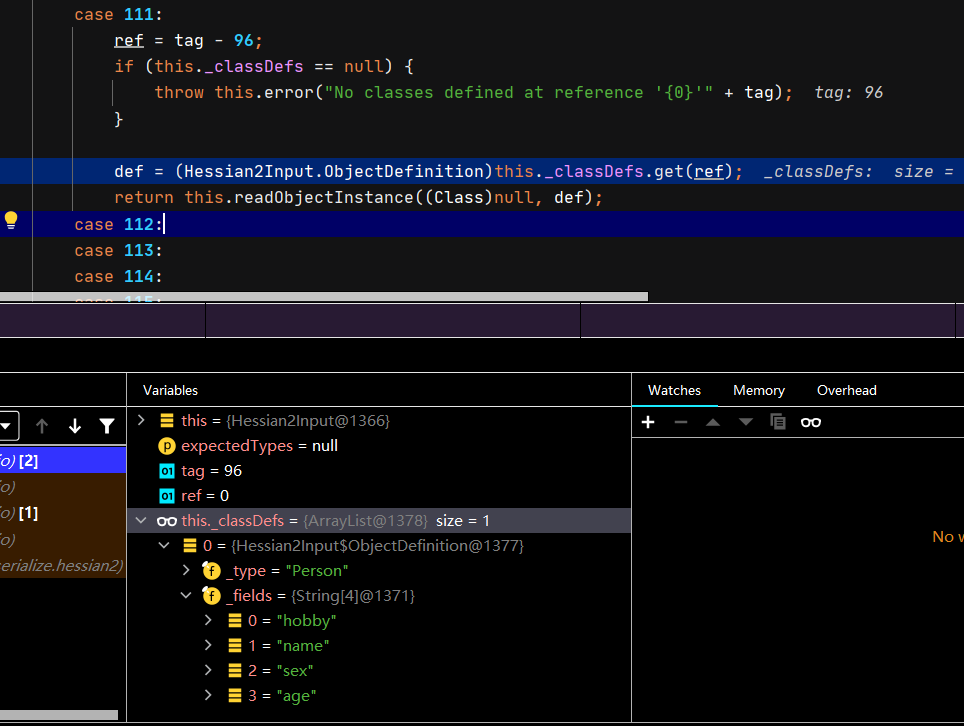 case 111:
ref = tag - 96;
if (this._classDefs == null) {
throw this.error("No classes defined at reference '{0}'" + tag);  tag: 96
}
def = (Hessian2Input.ObjectDefinition)this._classDefs.get(ref);  _classDefs:  size =
return this.readObjectInstance((Class)null, def);
case 112:
case 113:
case 114:
case 115:
Variables
Watches
Memory
Overhead
this = {Hessian2Input@1366}
o) [2]
p expectedTypes = null
01 tag = 96
o)
01 ref = 0
o) [1]
this._classDefs = {ArrayList@1378}  size = 1
o)
0 = {Hessian2Input$ObjectDefinition@1377}
No w
serialize.hessian2)
f _type = "Person"
f _fields = {String[4]@1371}
0 = "hobby"
1 = "name"
2 = "sex"
3 = "age"